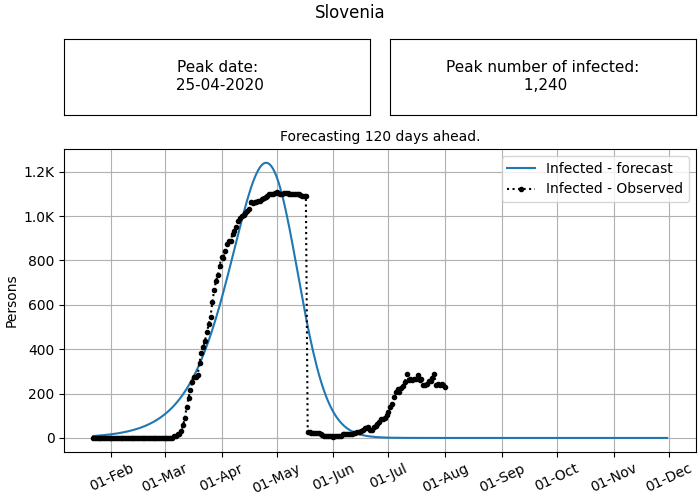 Slovenia
Peak date:
25-04-2020
Peak number of infected:
1,240
Forecasting 120 days ahead.
Infected - forecast
Infected - Observed
1.2K
1.0K
800
600
400
200
0
Persons
01-Feb
01-Mar
01-Apr
01-May
01-Jun
01-Jul
01-Aug
01-Sep
01-Oct
01-Nov
01-Dec